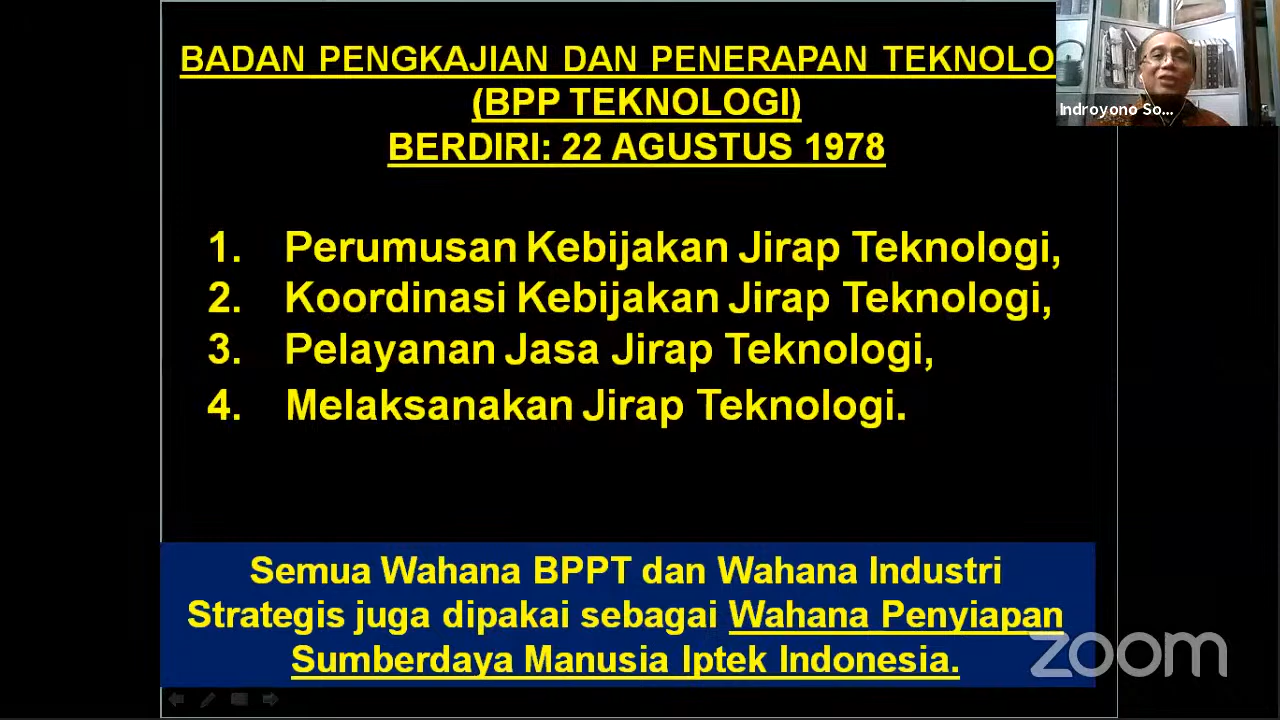 BADAN PENGKAJIAN DAN PENERAPAN TEKNOLO
(BPP TEKNOLOGI)
BERDIRI: 22 AGUSTUS 1978
Indroyono So...
1. Perumusan Kebijakan Jirap Teknologi,
2. Koordinasi Kebijakan Jirap Teknologi,
3. Pelayanan Jasa Jirap Teknologi,
4. Melaksanakan Jirap Teknologi.
Semua Wahana BPPT dan Wahana Industri
Strategis juga dipakai sebagai Wahana Penyiapan
Sumberdaya Manusia Iptek Indonesia.
zoom